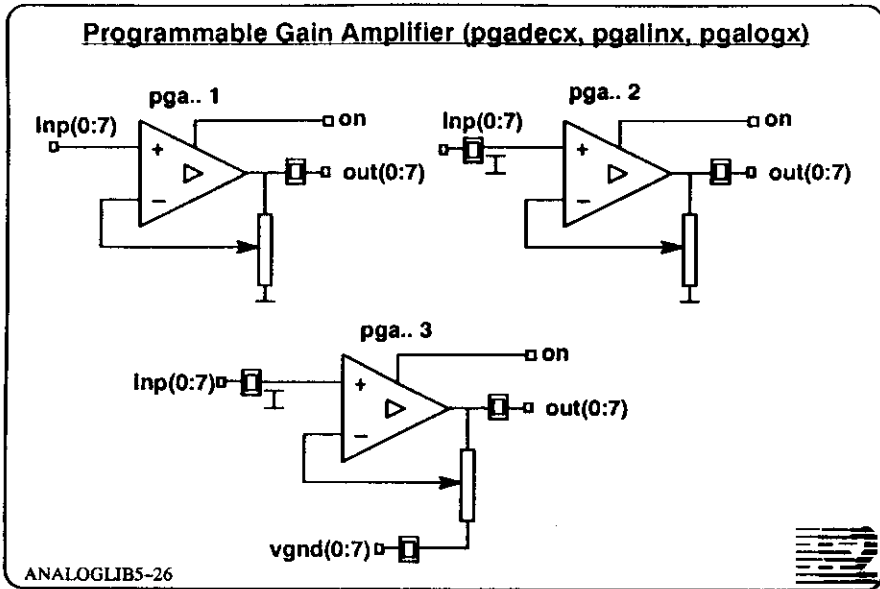 Programmable Gain Amplifier (pgadecx, pgalinx, pgalogx)
pga.. 1
Inp(0:7)
on
+
−
out(0:7)
pga.. 2
Inp(0:7)
on
+
−
out(0:7)
pga.. 3
Inp(0:7)
on
+
−
out(0:7)
vgnd(0:7)
ANALOGLIB5-26